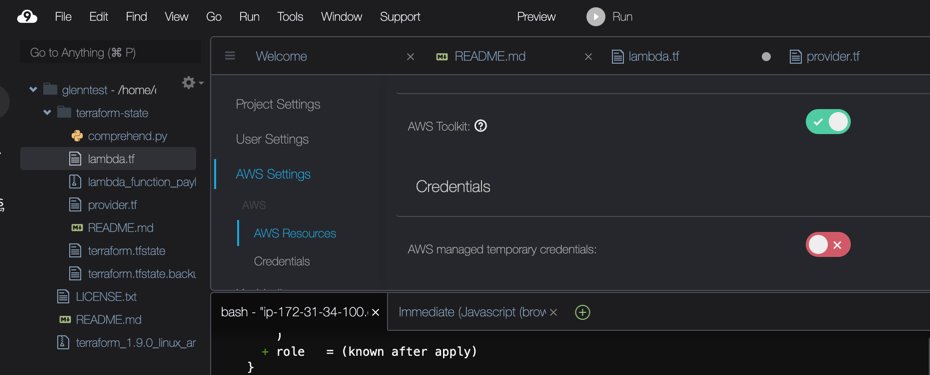 9 File Edit Find View Go Run Tools Window Support Preview Run
Go to Anything (⌘ P)
glenntest - /home/
terraform-state
comprehend.py
lambda.tf
lambda_function_payl
provider.tf
README.md
terraform.tfstate
terraform.tfstate.backu
LICENSE.txt
README.md
terraform_1.9.0_linux_ar
Welcome × README.md × lambda.tf provider.tf
Project Settings
User Settings
AWS Settings
AWS
AWS Resources
Credentials
AWS Toolkit:
Credentials
AWS managed temporary credentials:
bash - "ip-172-31-34-100. × Immediate (Javascript (brow ×
)
+ role = (known after apply)
}